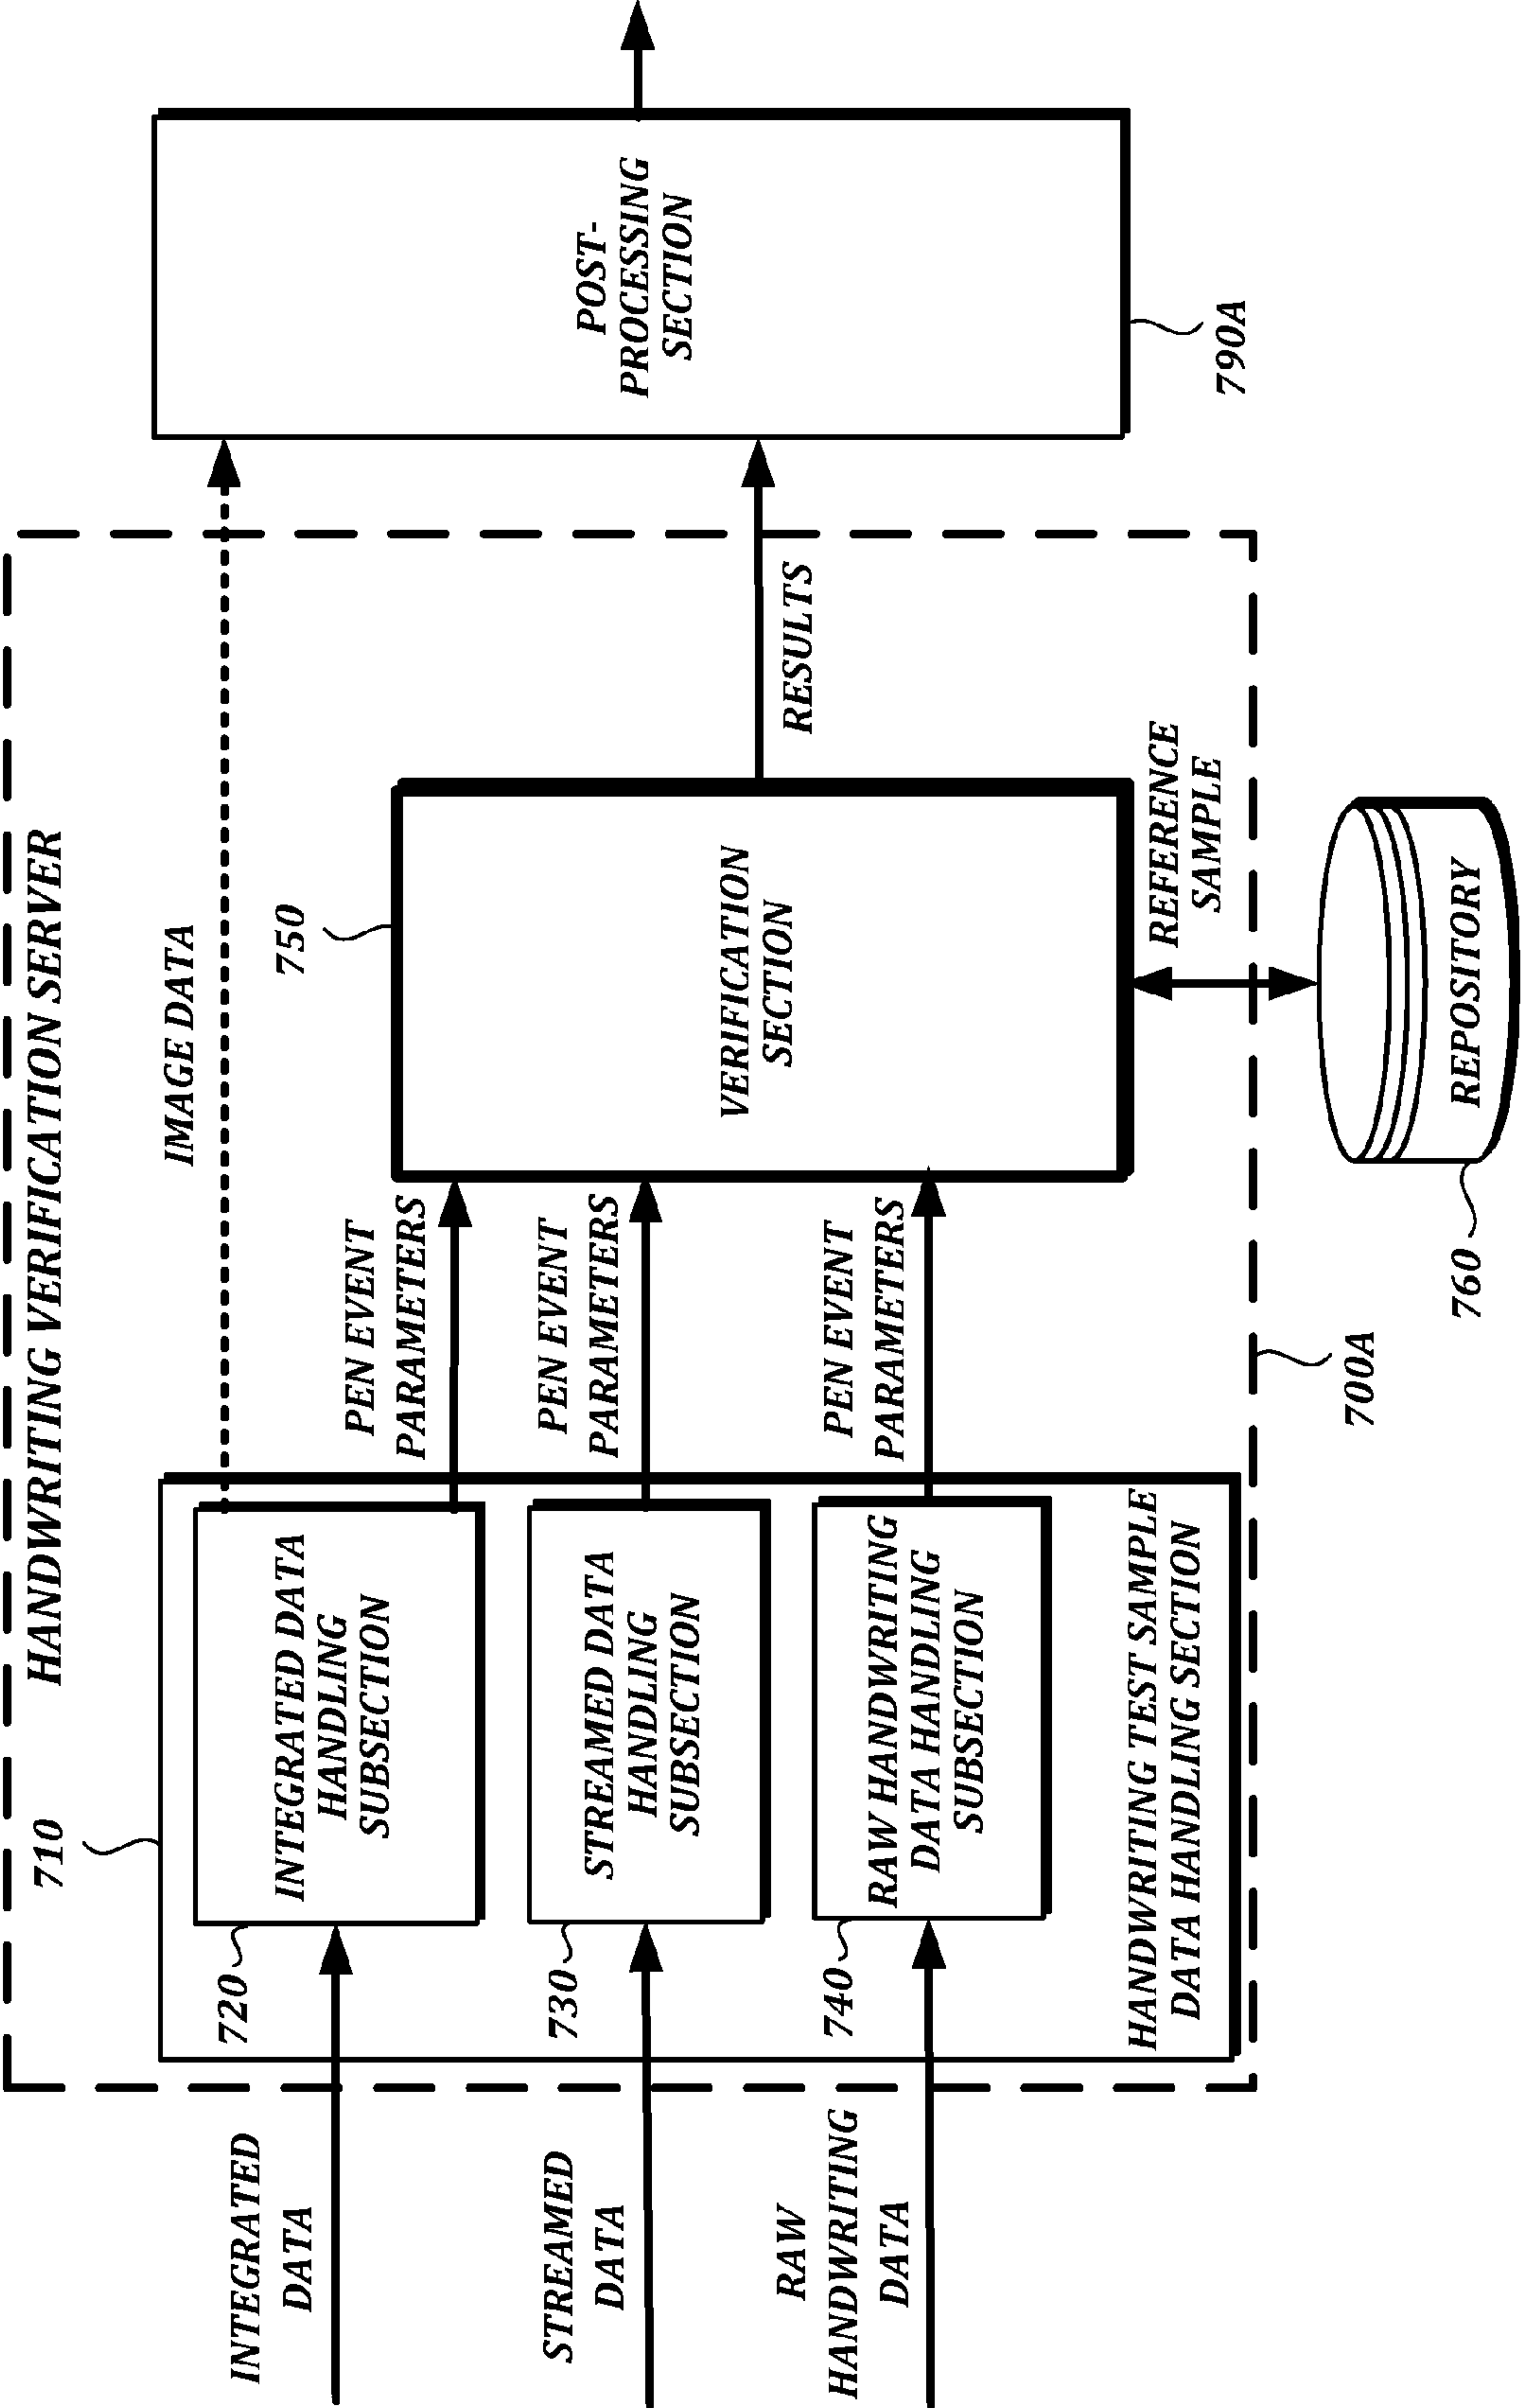 HANDWRITING VERIFICATION SERVER
710
IMAGE DATA
INTEGRATED
DATA
720
INTEGRATED DATA
HANDLING
SUBSECTION
PEN EVENT
PARAMETERS
750
STREAMED
DATA
730
STREAMED DATA
HANDLING
SUBSECTION
PEN EVENT
PARAMETERS
VERIFICATION
SECTION
RESULTS
POST-
PROCESSING
SECTION
RAW
HANDWRITING
DATA
740
RAW HANDWRITING
DATA HANDLING
SUBSECTION
PEN EVENT
PARAMETERS
HANDWRITING TEST SAMPLE
DATA HANDLING SECTION
REFERENCE
SAMPLE
790A
700A
760
REPOSITORY